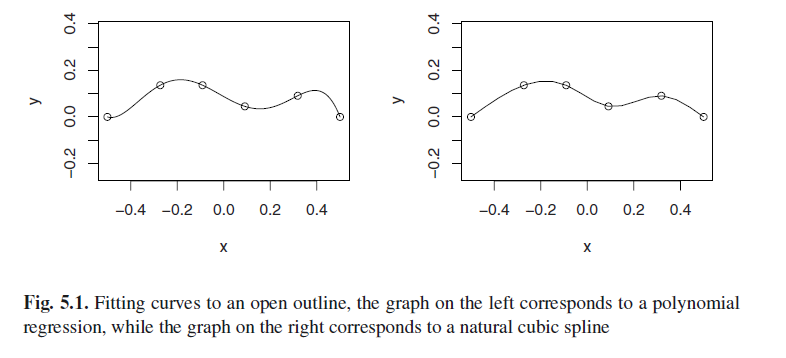 0.4
0.2
0.0
−0.2
y
−0.4 −0.2 0.0 0.2 0.4
x
0.4
0.2
0.0
−0.2
y
−0.4 −0.2 0.0 0.2 0.4
x
Fig. 5.1. Fitting curves to an open outline, the graph on the left corresponds to a polynomial
regression, while the graph on the right corresponds to a natural cubic spline